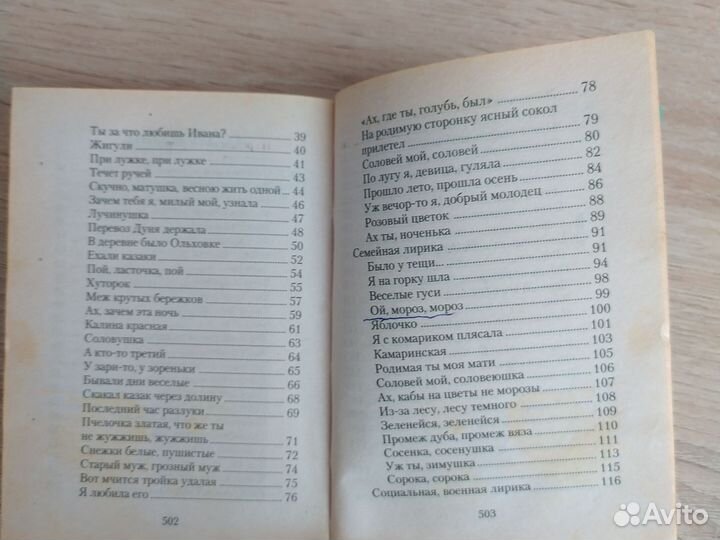 Ты за что любишь Ивана? 39
Жигули 40
При лужке, при лужке 41
Течет ручей 43
Скучно, матушка, весною жить одной 44
Зачем тебя я, милый мой, узнала 46
Лучинушка 47
Перевоз Дуня держала 48
В деревне было Ольховке 50
Ехали казаки 52
Пой, ласточка, пой 54
Хуторок 55
Меж крутых бережков 57
Ах, зачем эта ночь 59
Калина красная 61
Соловушка 63
А кто-то третий 64
У зари-то, у зореньки 65
Бывали дни веселые 66
Скакал казак через долину 68
Последний час разлуки 69
Пчелочка златая, что же ты
не жужжишь, жужжишь 71
Снежки белые, пушистые 72
Старый муж, грозный муж 74
Вот мчится тройка удалая 75
Я любила его 76
502
«Ах, где ты, голубь, был» 78
На родимую сторонку ясный сокол
прилетел 79
Соловей мой, соловей 80
По лугу я, девица, гуляла 82
Прошло лето, прошла осень 84
Уж вечор-то я, добрый молодец 86
Розовый цветок 88
Ах ты, ноченька 89
Семейная лирика 91
Было у тещи... 91
Я на горку шла 94
Веселые гуси 98
Ой, мороз, мороз 99
Яблочко 100
Я с комариком плясала 101
Камаринская 103
Родимая ты моя мати 105
Соловей мой, соловеюшка 106
Ах, кабы на цветы не морозы 107
Из-за лесу, лесу темного 108
Зеленейся, зеленейся 109
Промеж дуба, промеж вяза 110
Сосенка, сосенушка 111
Уж ты, зимушка 113
Сорока, сорока 115
Социальная, военная лирика 116
503
Avito